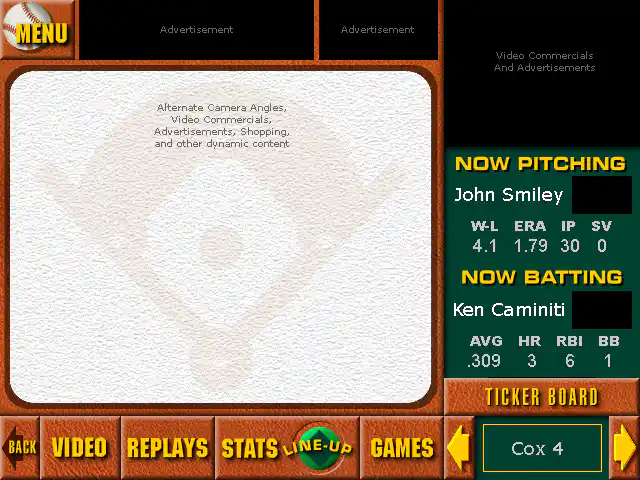 MENU
Advertisement
Advertisement
Video Commercials
And Advertisements
Alternate Camera Angles,
Video Commercials,
Advertisements, Shopping,
and other dynamic content
NOW PITCHING
John Smiley
W-L ERA IP SV
4.1 1.79 30 0
NOW BATTING
Ken Caminiti
AVG HR RBI BB
.309 3 6 1
TICKER BOARD
BACK VIDEO REPLAYS STATS LINE-UP GAMES
Cox 4